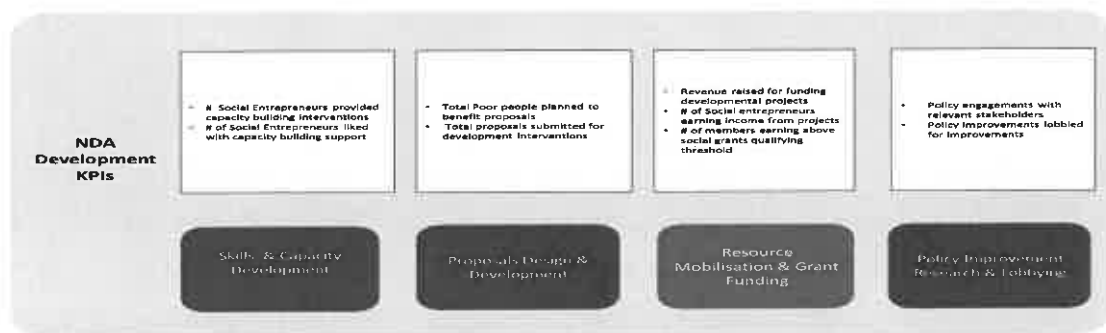 NDA
Development
KPIs
# Social Entrepreneurs provided
capacity building interventions
# of Social Entrepreneurs liked
with capacity building support
• Total Poor people planned to
benefit proposals
• Total proposals submitted for
development interventions
Revenue raised for funding
developmental projects
• # of Social entrepreneurs
earning income from projects
• # of members earning above
social grants qualifying
threshold
• Policy engagements with
relevant stakeholders
• Policy Improvements lobbied
for Improvements
Skills & Capacity
Development
Proposals Design &
Development
Resource
Mobilisation & Grant
Funding
Policy Improvement
Research & Lobbying